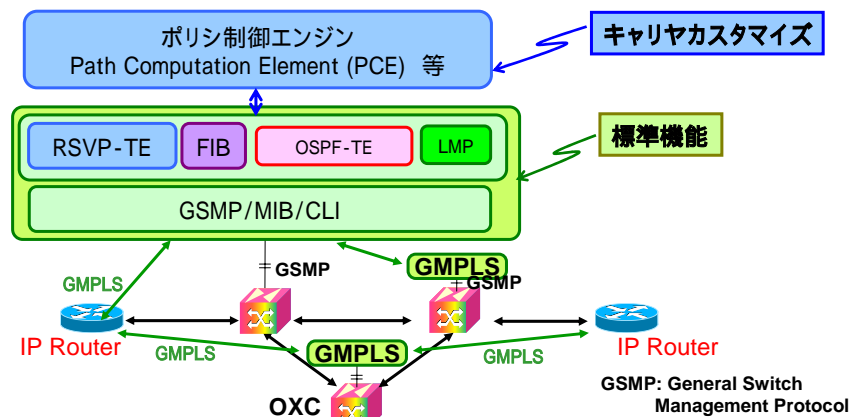 ポリシ制御エンジン
Path Computation Element (PCE) 等
キャリヤカスタマイズ
RSVP-TE
FIB
OSPF-TE
LMP
標準機能
GSMP/MIB/CLI
GMPLS
GSMP
GMPLS
GSMP
IP Router
GMPLS
GMPLS
GMPLS
IP Router
OXC
GSMP: General Switch
Management Protocol